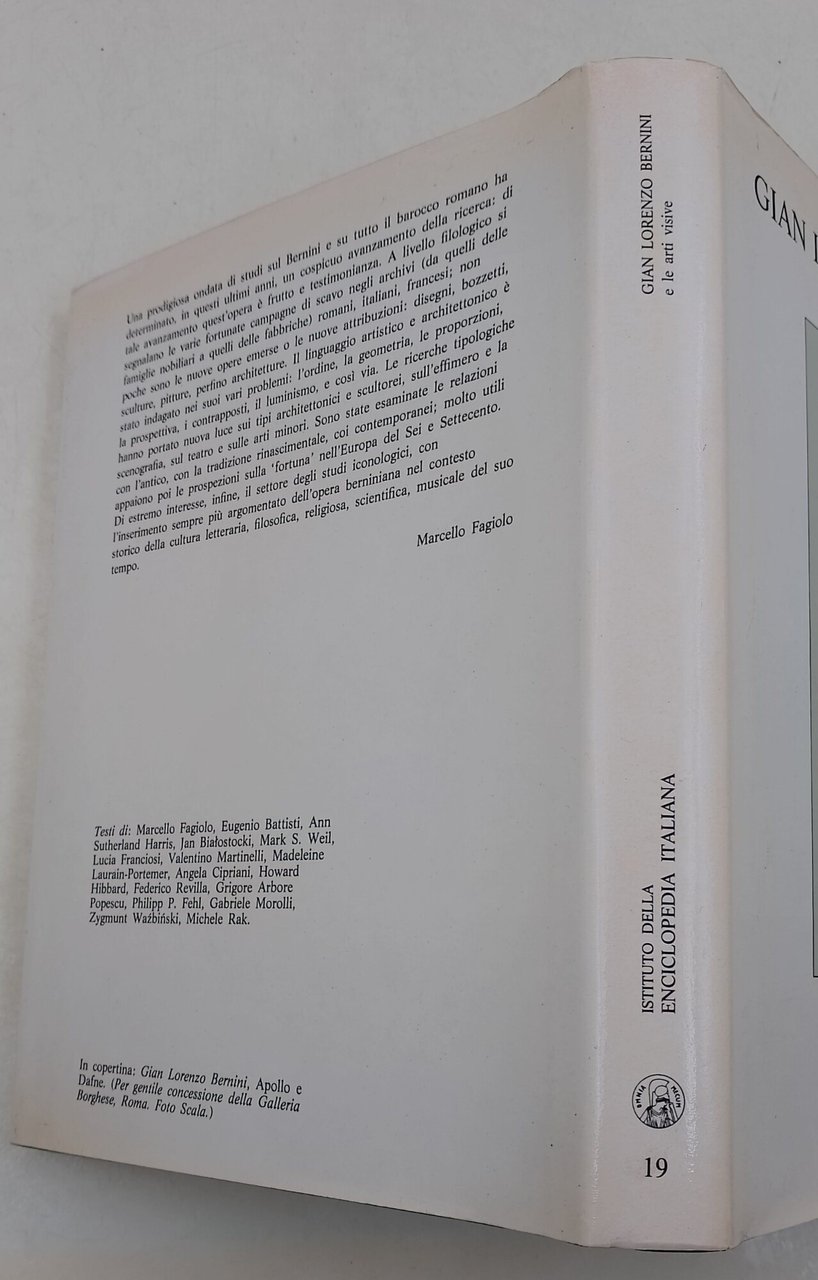 Una prodigiosa ondata di studi sul Bernini e su tutto il barocco romano ha
determinato, in questi ultimi anni, un cospicuo avanzamento della ricerca: di
tale avanzamento quest'opera è frutto e testimonianza. A livello filologico si
segnalano le varie fortunate campagne di scavo negli archivi (da quelli delle
famiglie nobiliari a quelli delle fabbriche) romani, italiani, francesi; non
poche sono le nuove opere emerse o le nuove attribuzioni: disegni, bozzetti,
sculture, pitture, perfino architetture. Il linguaggio artistico e architettonico è
stato indagato nei suoi vari problemi: l'ordine, la geometria, le proporzioni,
la prospettiva, i contrapposti, il luminismo, e così via. Le ricerche tipologiche
hanno portato nuova luce sui tipi architettonici e scultorei, sull'effimero e la
scenografia, sul teatro e sulle arti minori. Sono state esaminate le relazioni
con l'antico, con la tradizione rinascimentale, coi contemporanei; molto utili
appaiono poi le prospezioni sulla 'fortuna' nell'Europa del Sei e Settecento.
Di estremo interesse, infine, il settore degli studi iconologici, con
l'inserimento sempre più argomentato dell'opera berniniana nel contesto
storico della cultura letteraria, filosofica, religiosa, scientifica, musicale del suo
tempo.
Marcello Fagiolo
Testi di: Marcello Fagiolo, Eugenio Battisti, Ann
Sutherland Harris, Jan Białostocki, Mark S. Weil,
Lucia Franciosi, Valentino Martinelli, Madeleine
Laurain-Portemer, Angela Cipriani, Howard
Hibbard, Federico Revilla, Grigore Arbore
Popescu, Philipp P. Fehl, Gabriele Morolli,
Zygmunt Waźbiński, Michele Rak.
In copertina: Gian Lorenzo Bernini, Apollo e
Dafne. (Per gentile concessione della Galleria
Borghese, Roma. Foto Scala.)
GIAN LORENZO BERNINI
e le arti visive
ISTITUTO DELLA
ENCICLOPEDIA ITALIANA
OMNIA MECUM
19
GIAN